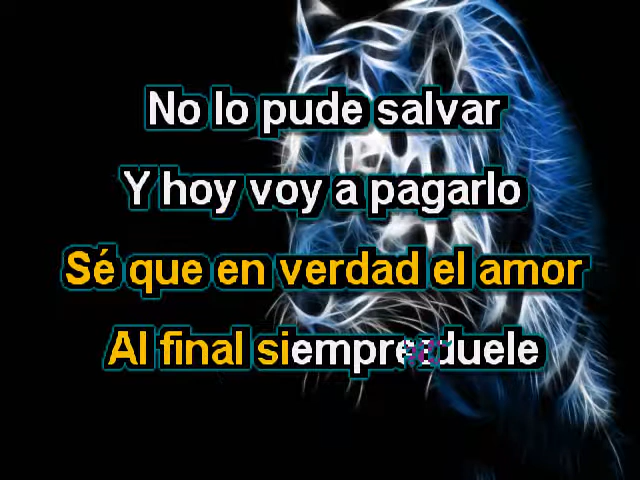 No lo pude salvar
Y hoy voy a pagarlo
Sé que en verdad el amor
Al final siempre duele